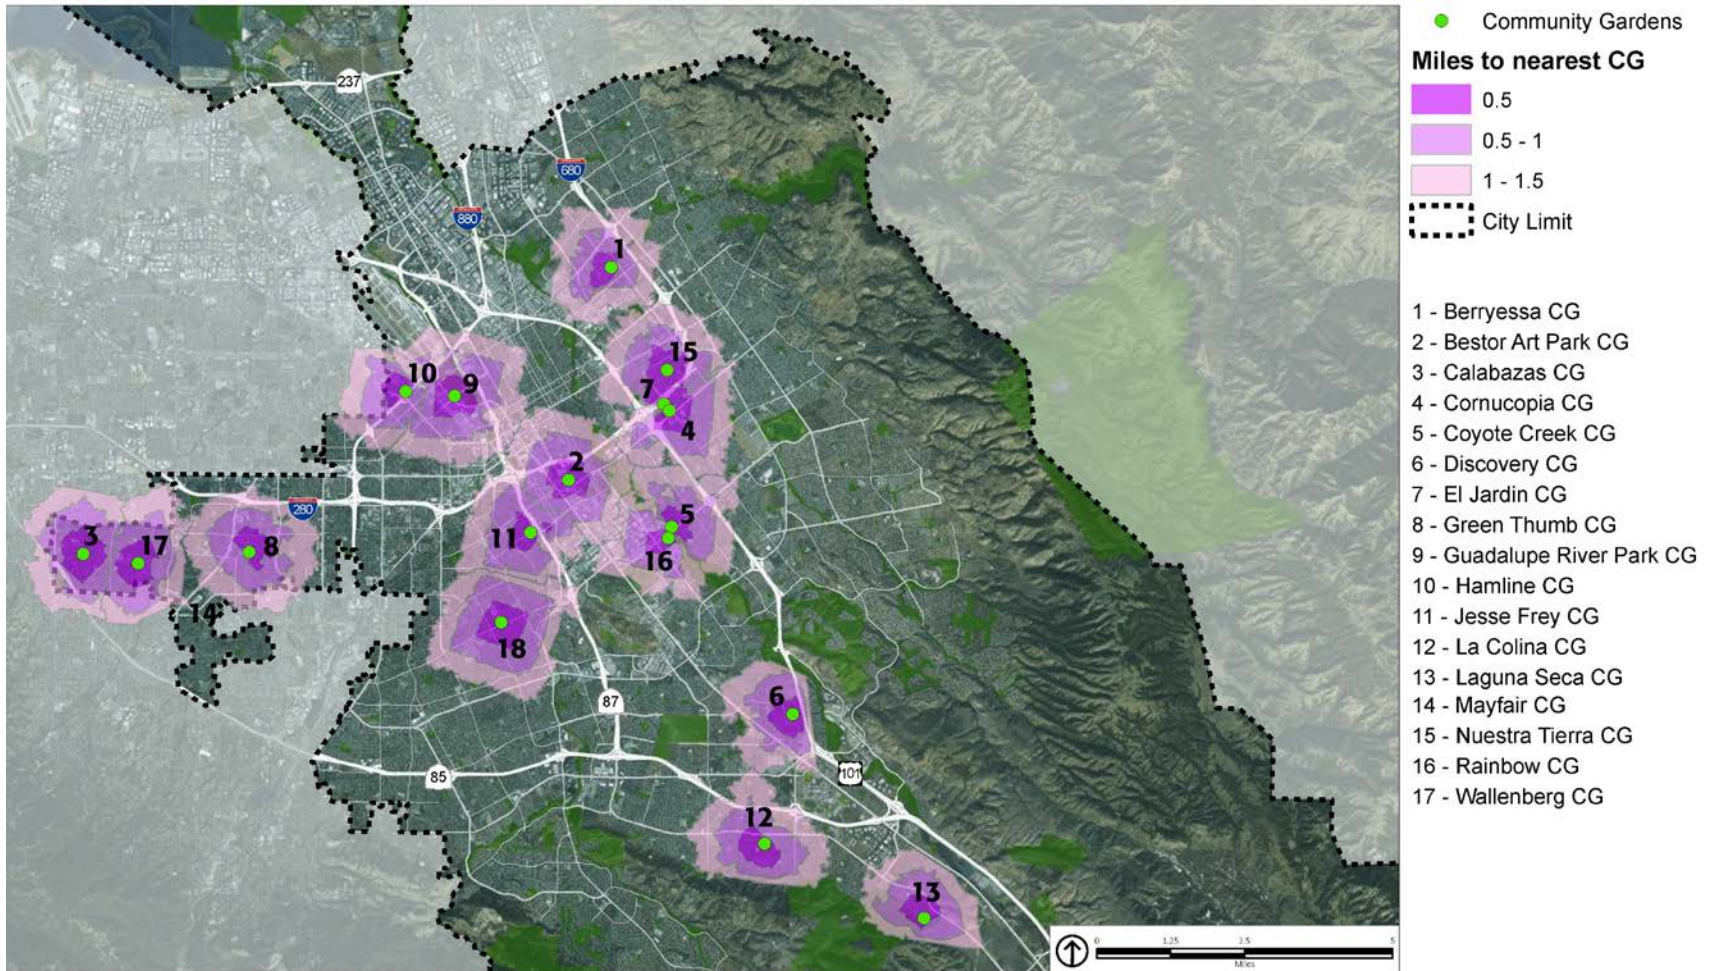 237
680
880
1
15
10
9
7
4
2
280
5
3
17
8
11
16
14
18
6
87
85
101
12
13
0 1.25 2.5 5
Miles
Community Gardens
Miles to nearest CG
0.5
0.5 - 1
1 - 1.5
City Limit
1 - Berryessa CG
2 - Bestor Art Park CG
3 - Calabazas CG
4 - Cornucopia CG
5 - Coyote Creek CG
6 - Discovery CG
7 - El Jardin CG
8 - Green Thumb CG
9 - Guadalupe River Park CG
10 - Hamline CG
11 - Jesse Frey CG
12 - La Colina CG
13 - Laguna Seca CG
14 - Mayfair CG
15 - Nuestra Tierra CG
16 - Rainbow CG
17 - Wallenberg CG